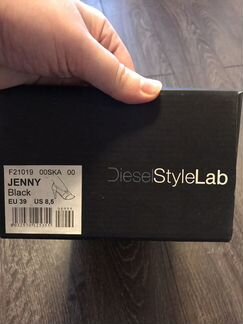 F21019 00SKA 00
JENNY
Black
EU 39 US 8,5
DieselStyleLab